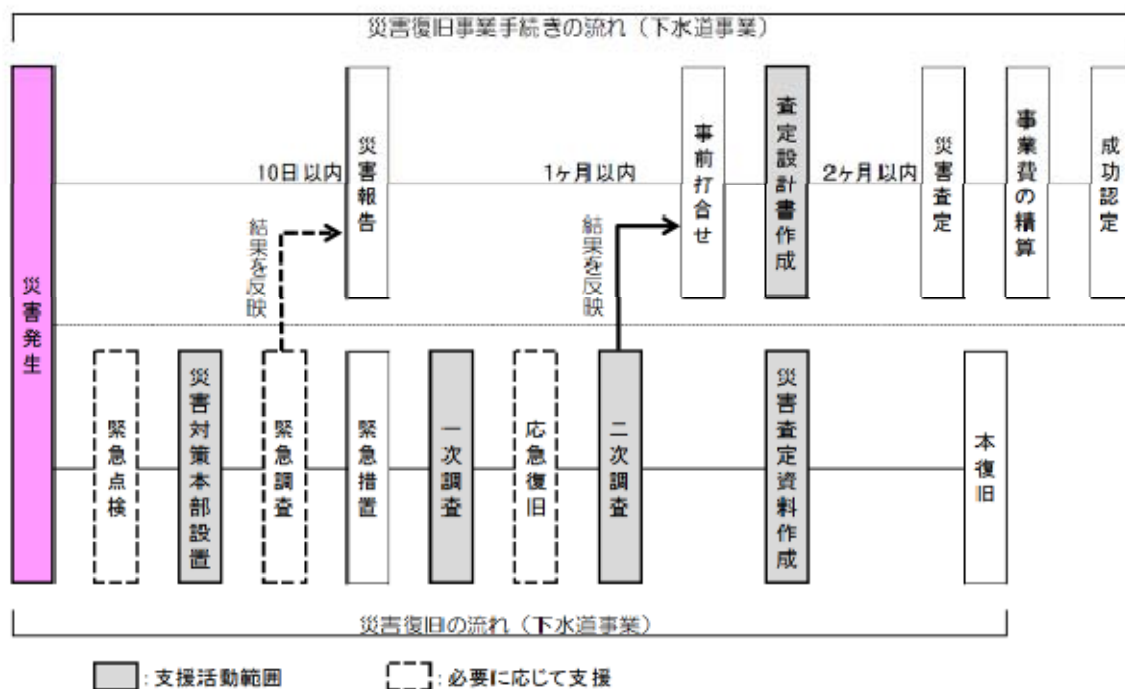 災害復旧事業手続きの流れ（下水道事業）
災害発生
10日以内
災害報告
1ヶ月以内
事前打合せ
査定設計書作成
2ヶ月以内
災害査定
事業費の精算
成功認定
結果を反映
結果を反映
緊急点検
災害対策本部設置
緊急調査
緊急措置
一次調査
応急復旧
二次調査
災害査定資料作成
本復旧
災害復旧の流れ（下水道事業）
：支援活動範囲
：必要に応じて支援